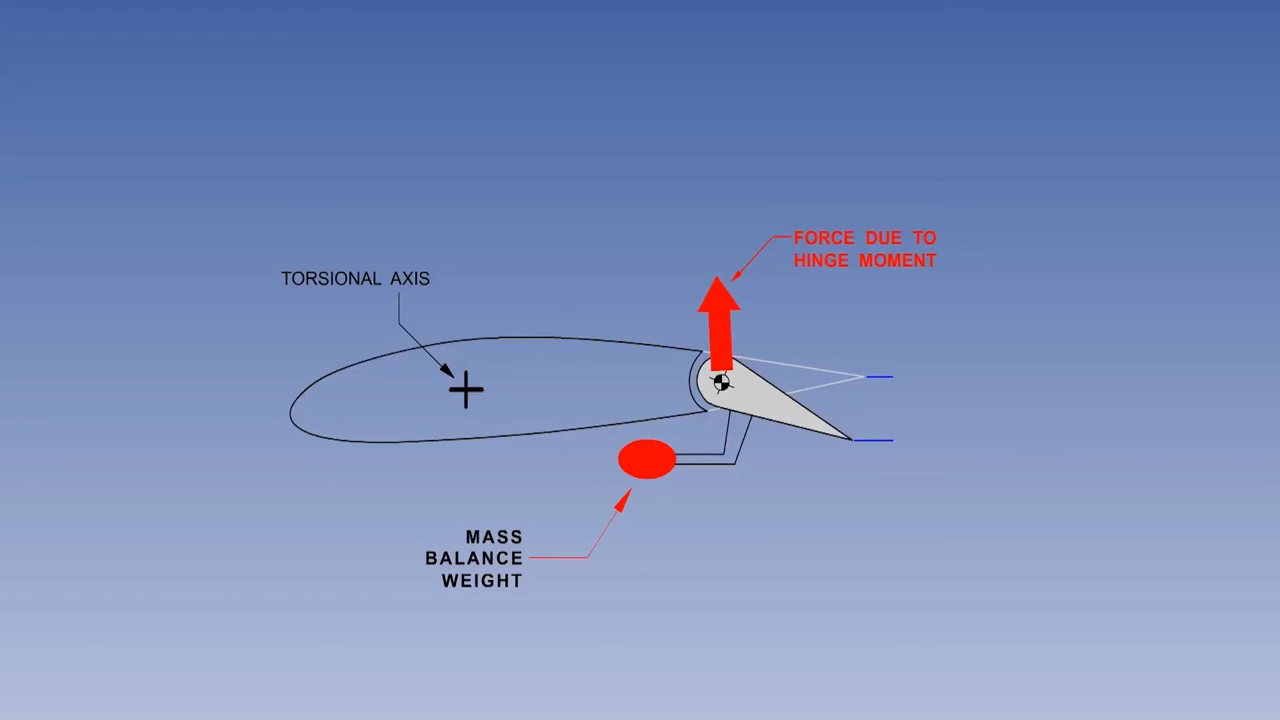 FORCE DUE TO
HINGE MOMENT
TORSIONAL AXIS
MASS
BALANCE
WEIGHT